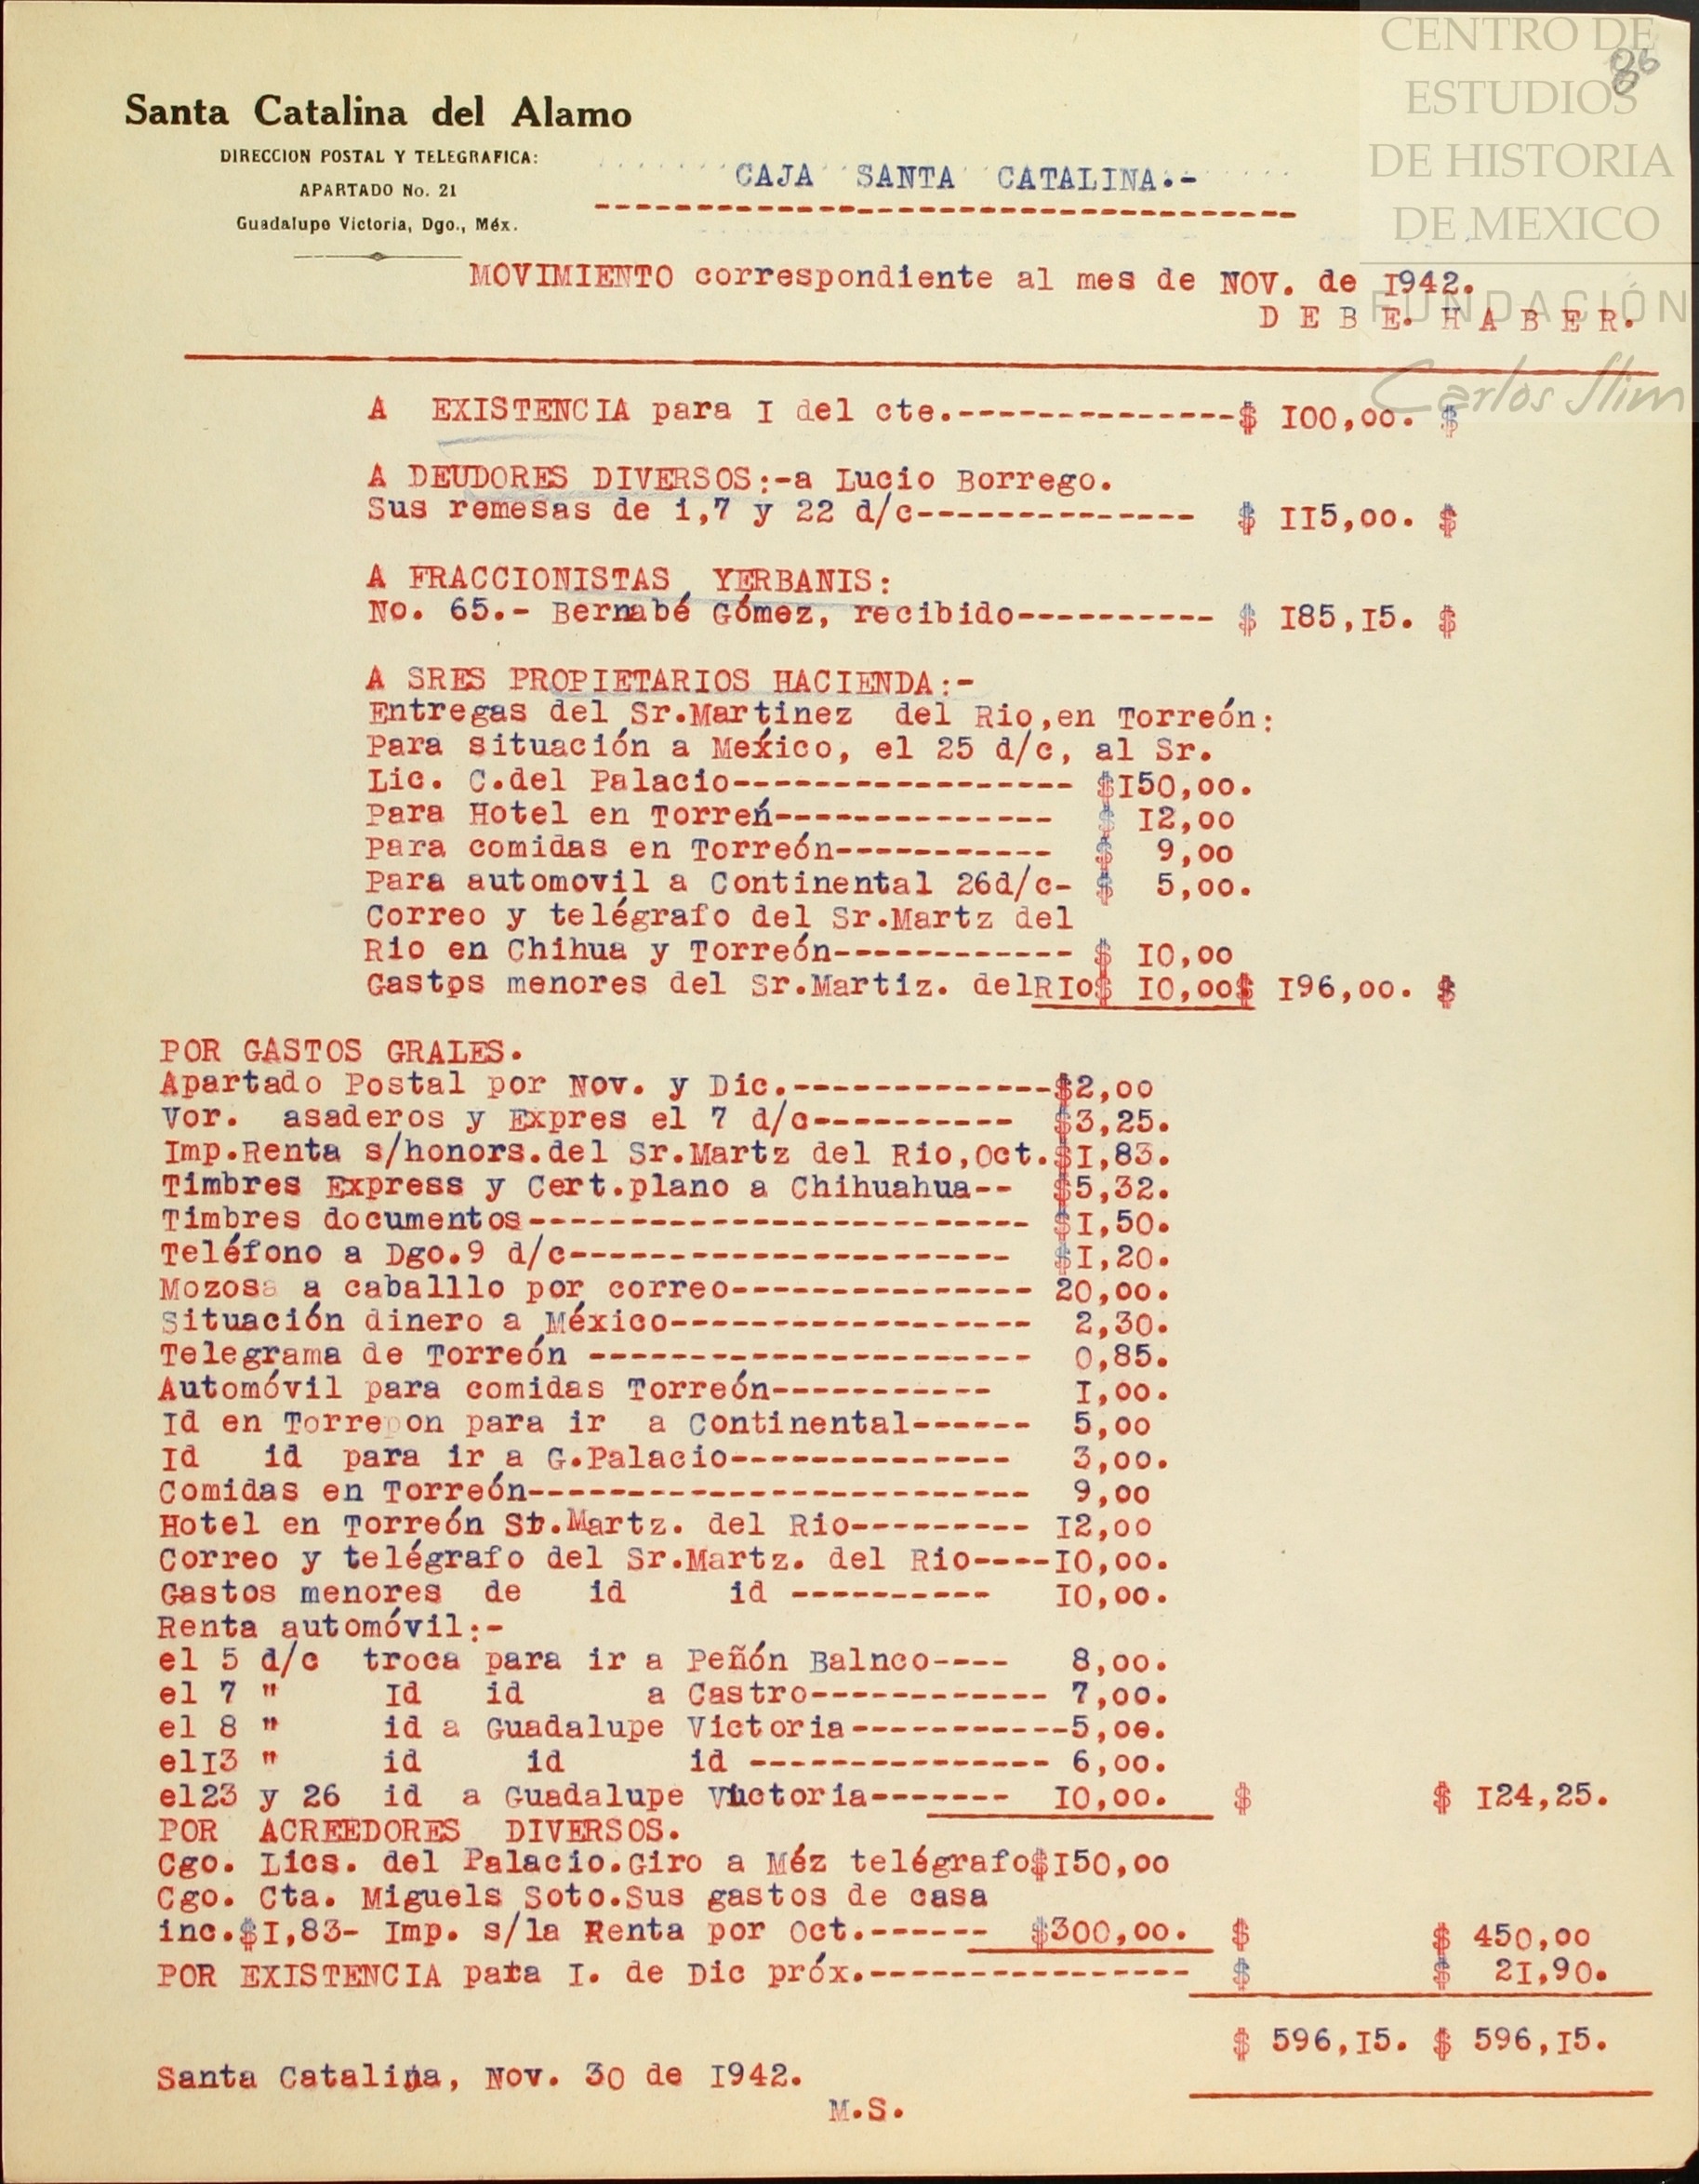 CENTRO DE
ESTUDIOS
DE HISTORIA
DE MEXICO
FUNDACIÓN
Carlos Slim
86
Santa Catalina del Alamo
DIRECCION POSTAL Y TELEGRAFICA:
APARTADO No. 21
Guadalupe Victoria, Dgo., Méx.
CAJA SANTA CATALINA.-
MOVIMIENTO correspondiente al mes de NOV. de I942.
D E B E. H A B E R.
A EXISTENCIA para I del cte.--------------$ I00,00. $
A DEUDORES DIVERSOS:-a Lucio Borrego.
Sus remesas de 1,7 y 22 d/c-------------- $ II5,00. $
A FRACCIONISTAS YERBANIS:
No. 65.- Bernabé Gómez, recibido---------- $ I85,I5. $
A SRES PROPIETARIOS HACIENDA:-
Entregas del Sr.Martinez del Rio,en Torreón:
Para situación a México, el 25 d/c, al Sr.
Lic. C.del Palacio----------------- $I50,00.
Para Hotel en Torreń-------------- $ I2,00
Para comidas en Torreón----------- $ 9,00
Para automovil a Continental 26d/c- $ 5,00.
Correo y telégrafo del Sr.Martz del
Rio en Chihua y Torreón------------ $ I0,00
Gastos menores del Sr.Martiz. delRIo$ I0,00$ I96,00. $
POR GASTOS GRALES.
Apartado Postal por Nov. y Dic.-------------$2,00
Vor. asaderos y Expres el 7 d/c---------- $3,25.
Imp.Renta s/honors.del Sr.Martz del Rio,Oct.$I,83.
Timbres Express y Cert.plano a Chihuahua-- $5,32.
Timbres documentos------------------------- $I,50.
Teléfono a Dgo.9 d/c---------------------- $I,20.
Mozosa a caballlo por correo--------------- 20,00.
Situación dinero a México------------------ 2,30.
Telegrama de Torreón ---------------------- 0,85.
Automóvil para comidas Torreón----------- I,00.
Id en Torrepon para ir a Continental------ 5,00
Id id para ir a G.Palacio-------------- 3,00.
Comidas en Torreón------------------------- 9,00
Hotel en Torreón Sr.Martz. del Rio--------- I2,00
Correo y telégrafo del Sr.Martz. del Rio----I0,00.
Gastos menores de id id ---------- I0,00.
Renta automóvil:-
el 5 d/c troca para ir a Peñón Balnco---- 8,00.
el 7 " Id id a Castro------------ 7,00.
el 8 " id a Guadalupe Victoria-----------5,00.
elI3 " id id id --------------- 6,00.
el23 y 26 id a Guadalupe Victoria------- I0,00. $ $ I24,25.
POR ACREEDORES DIVERSOS.
Cgo. Lics. del Palacio.Giro a Méz telégrafo$I50,00
Cgo. Cta. Miguels Soto.Sus gastos de casa
inc.$I,83- Imp. s/la Renta por Oct.------ $300,00. $ $ 450,00
POR EXISTENCIA para I. de Dic próx.---------------- $ $ 2I,90.
$ 596,I5. $ 596,I5.
Santa Catalina, Nov. 30 de I942.
M.S.